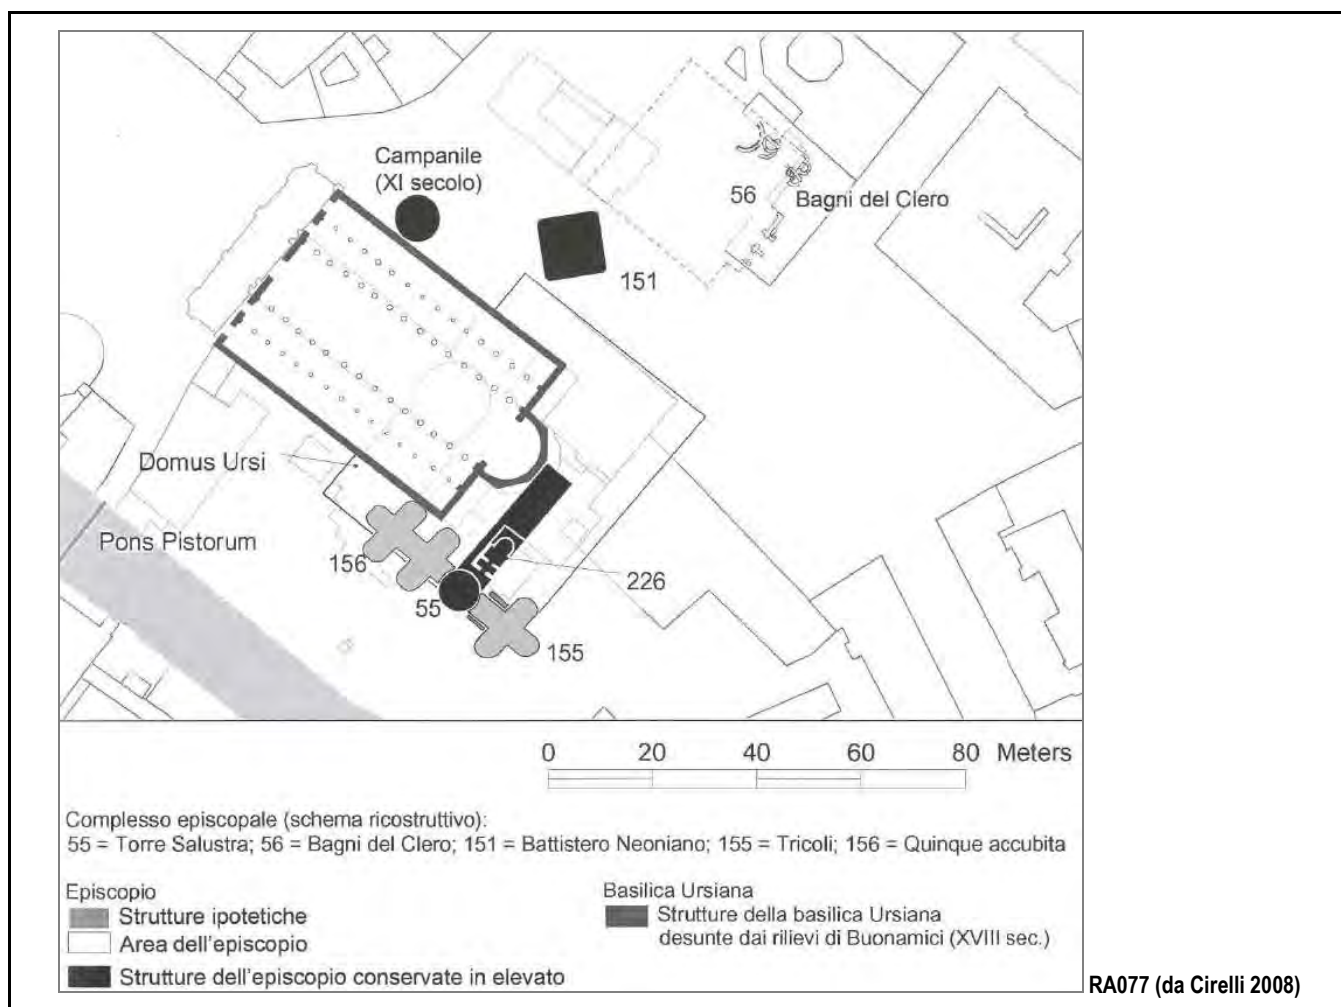 Campanile
(XI secolo)
56
Bagni del Clero
151
Domus Ursi
Pons Pistorum
156
226
55
155
0 20 40 60 80 Meters
Complesso episcopale (schema ricostruttivo):
55 = Torre Salustra; 56 = Bagni del Clero; 151 = Battistero Neoniano; 155 = Tricoli; 156 = Quinque accubita
Episcopio
Strutture ipotetiche
Area dell'episcopio
Strutture dell'episcopio conservate in elevato
Basilica Ursiana
Strutture della basilica Ursiana
desunte dai rilievi di Buonamici (XVIII sec.)
RA077 (da Cirelli 2008)